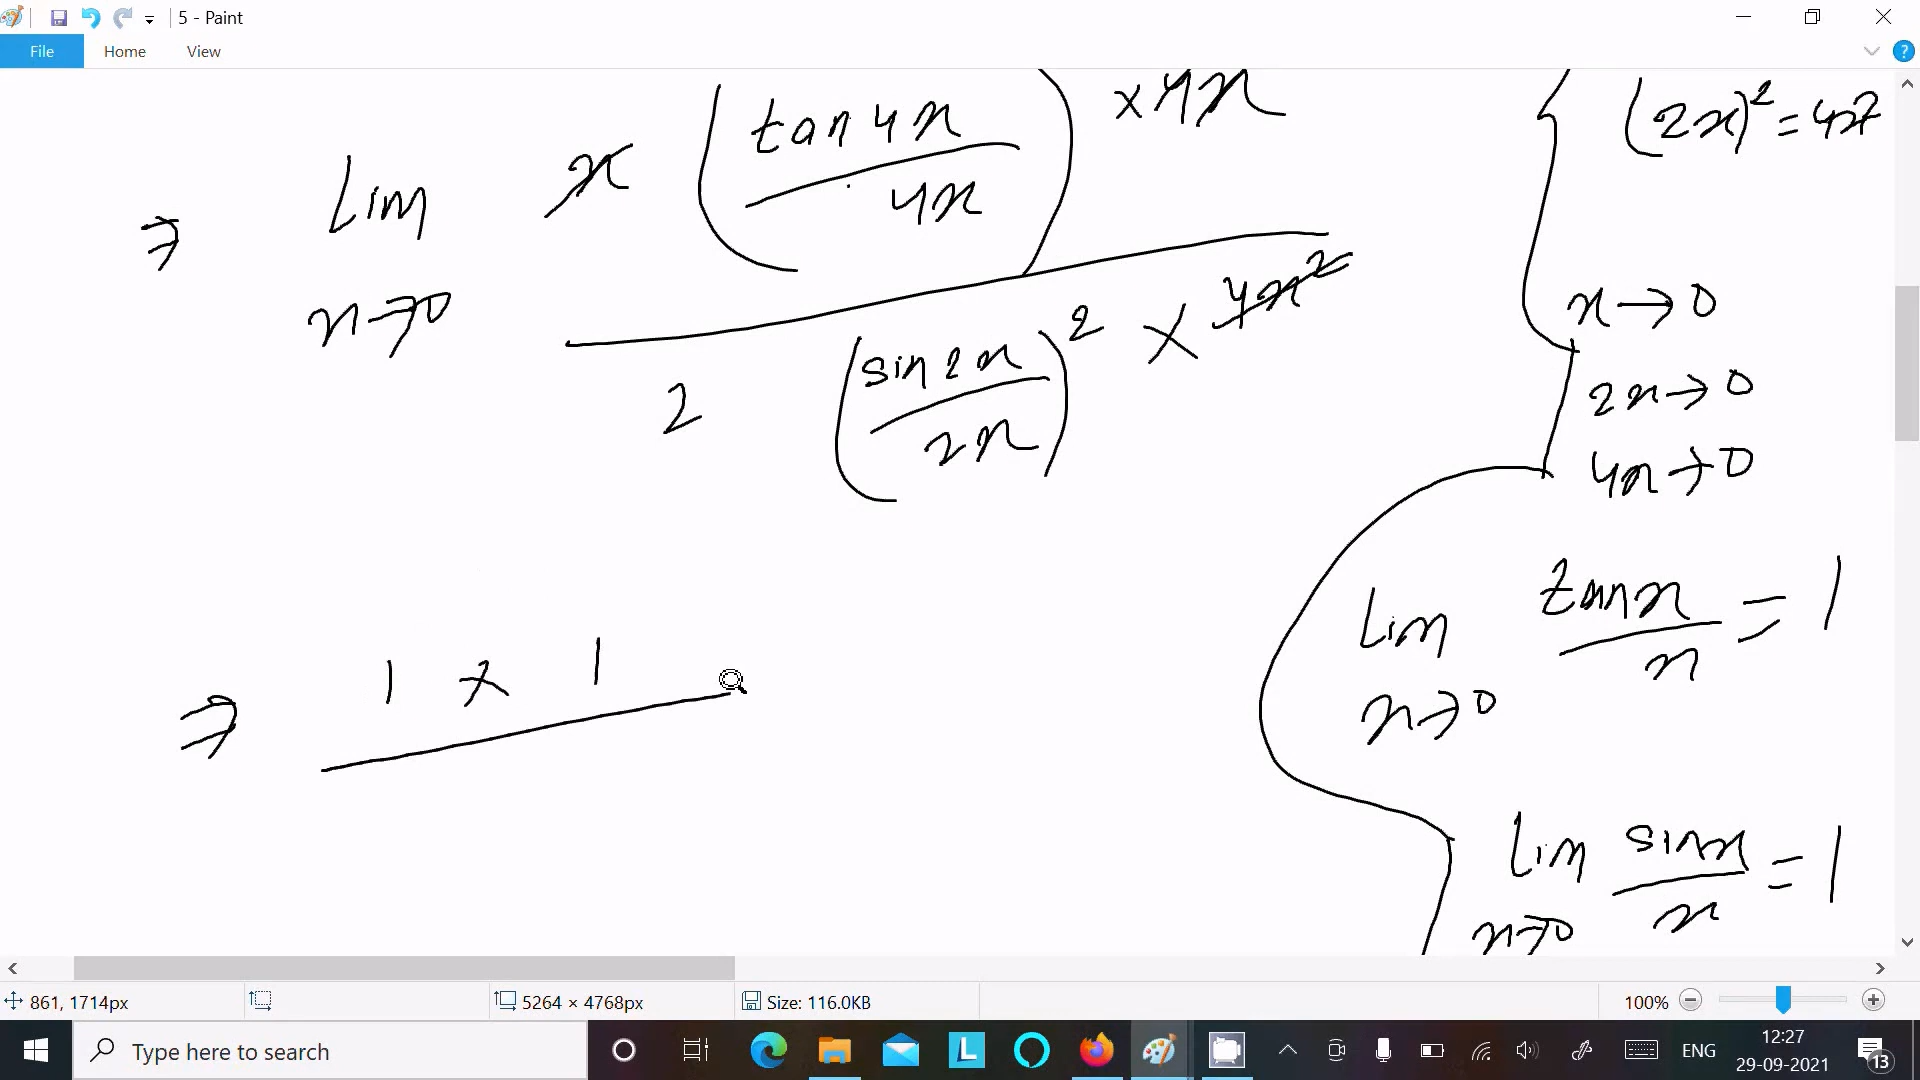 5 - Paint
File Home View
⇒ Lim x→0 x (tan 4x / 4x) × 4x / 2 (sin 2x / 2x)² × 4x²
(2x)² = 4x²
x → 0
2x → 0
4x → 0
Lim x→0 tan x / x = 1
⇒ 1 × 1
Lim x→0 sin x / x = 1
861, 1714px 5264 × 4768px Size: 116.0KB 100%
Type here to search
L
ENG
12:27
29-09-2021
13